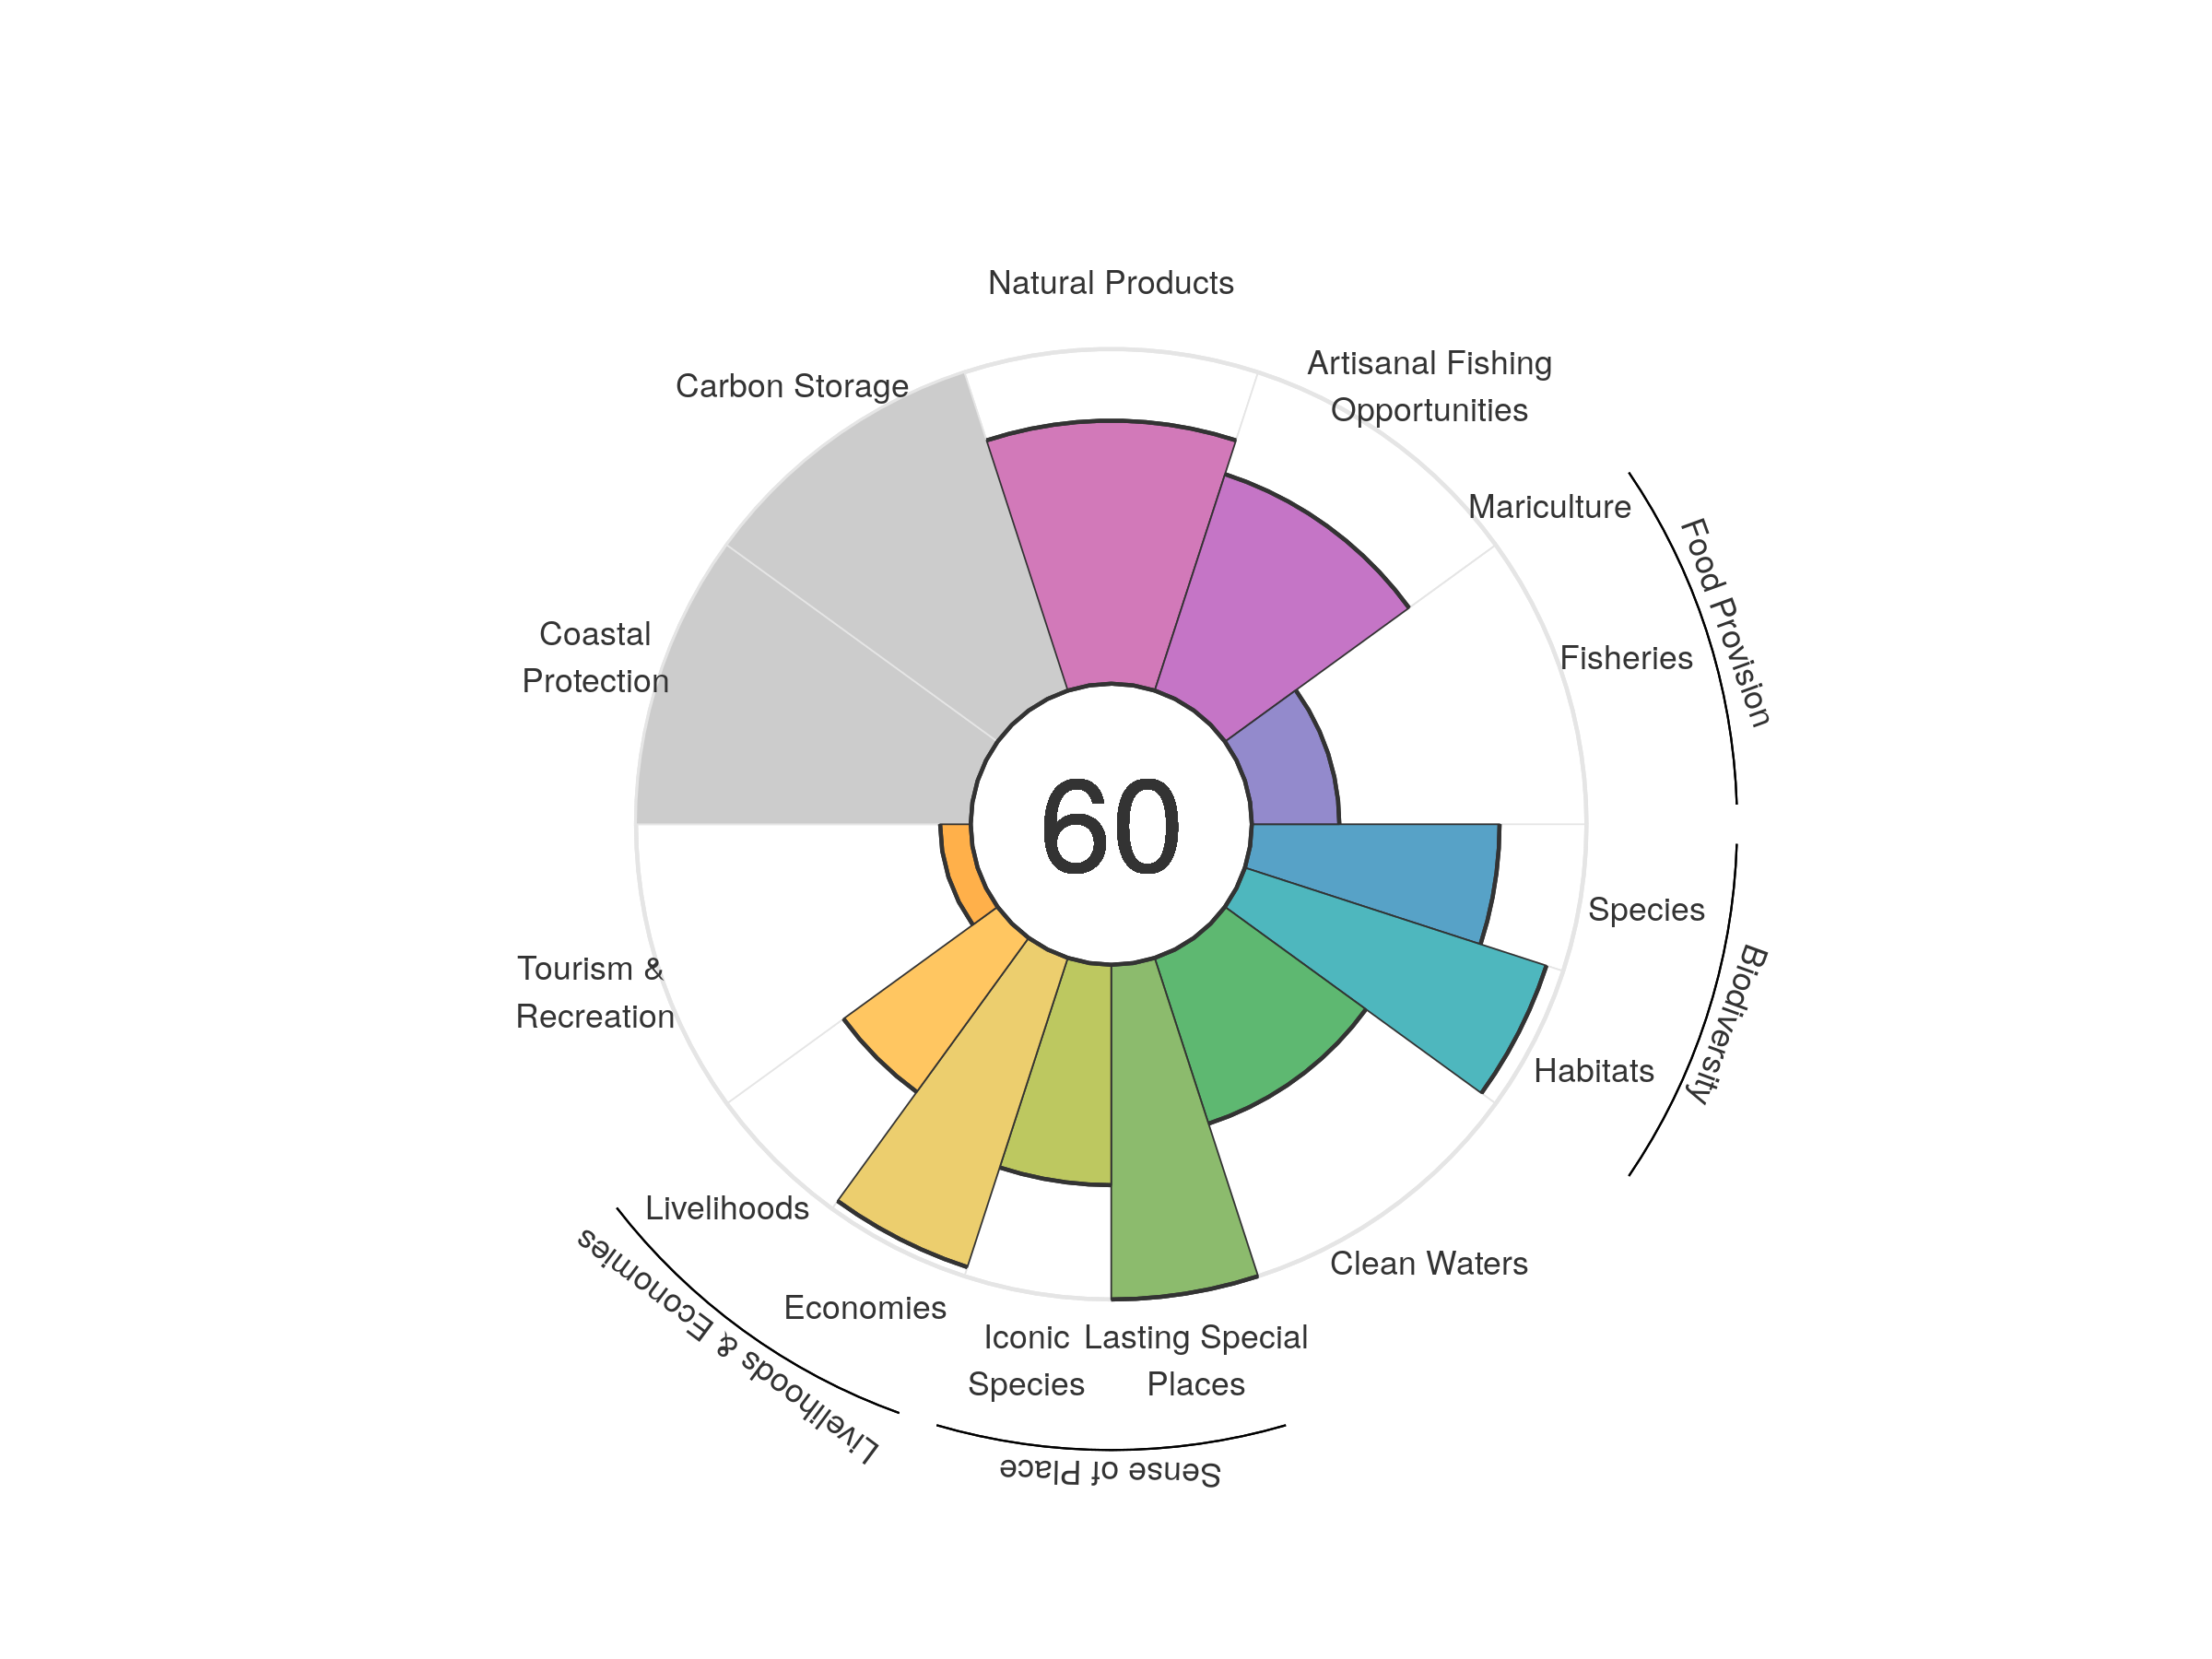 Natural Products
Carbon Storage
Artisanal Fishing
Opportunities
Mariculture
Food Provision
Fisheries
Coastal
Protection
60
Species
Biodiversity
Habitats
Tourism &
Recreation
Livelihoods
Livelihoods & Economies
Economies
Clean Waters
Iconic
Species
Lasting Special
Places
Sense of Place